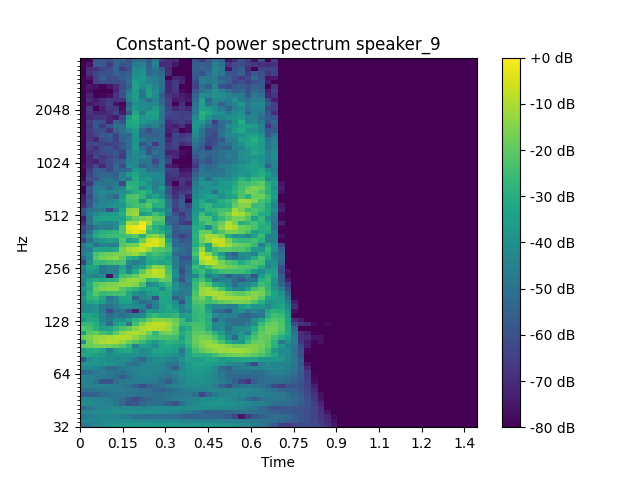 Constant-Q power spectrum speaker_9
Hz
2048
1024
512
256
128
64
32
0 0.15 0.3 0.45 0.6 0.75 0.9 1.1 1.2 1.4
Time
+0 dB
-10 dB
-20 dB
-30 dB
-40 dB
-50 dB
-60 dB
-70 dB
-80 dB